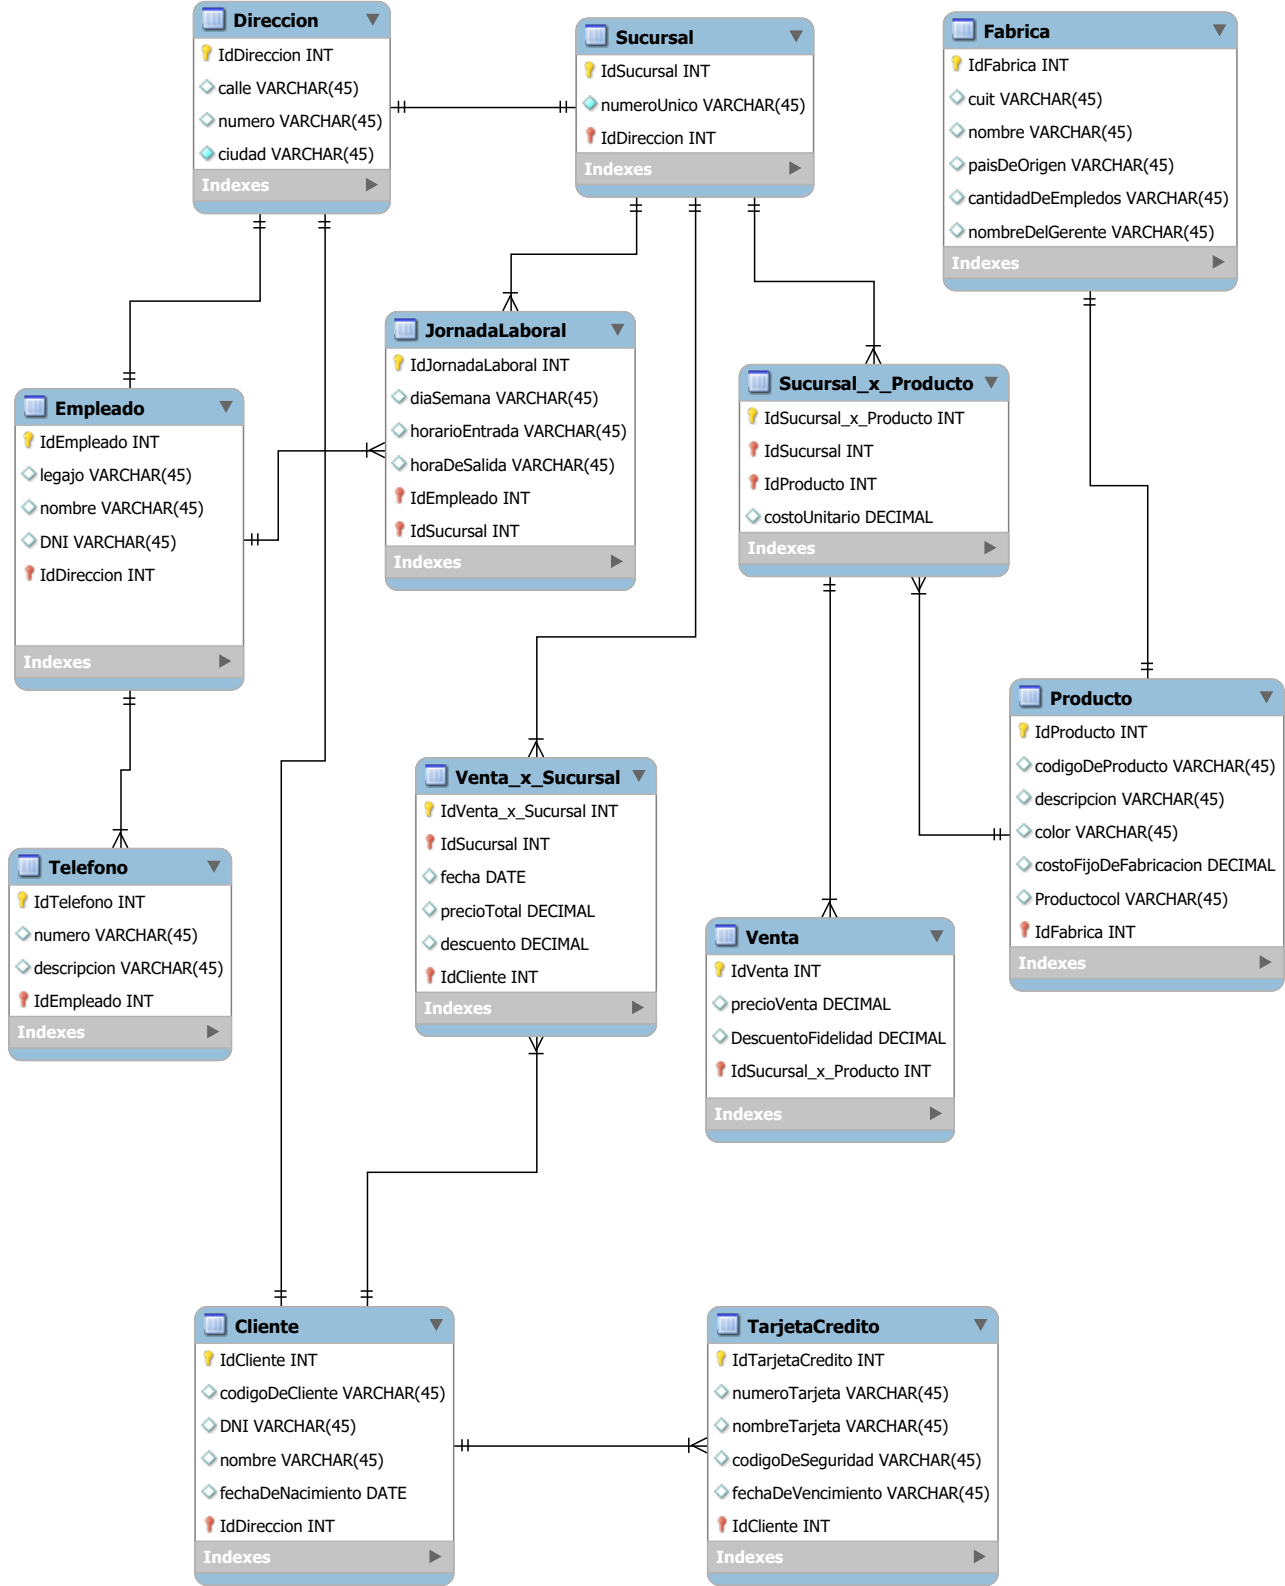 Direccion
IdDireccion INT
calle VARCHAR(45)
numero VARCHAR(45)
ciudad VARCHAR(45)
Indexes
Sucursal
IdSucursal INT
numeroUnico VARCHAR(45)
IdDireccion INT
Indexes
Fabrica
IdFabrica INT
cuit VARCHAR(45)
nombre VARCHAR(45)
paisDeOrigen VARCHAR(45)
cantidadDeEmpledos VARCHAR(45)
nombreDelGerente VARCHAR(45)
Indexes
JornadaLaboral
IdJornadaLaboral INT
diaSemana VARCHAR(45)
horarioEntrada VARCHAR(45)
horaDeSalida VARCHAR(45)
IdEmpleado INT
IdSucursal INT
Indexes
Sucursal_x_Producto
IdSucursal_x_Producto INT
IdSucursal INT
IdProducto INT
costoUnitario DECIMAL
Indexes
Empleado
IdEmpleado INT
legajo VARCHAR(45)
nombre VARCHAR(45)
DNI VARCHAR(45)
IdDireccion INT
Indexes
Producto
IdProducto INT
codigoDeProducto VARCHAR(45)
descripcion VARCHAR(45)
color VARCHAR(45)
costoFijoDeFabricacion DECIMAL
Productocol VARCHAR(45)
IdFabrica INT
Indexes
Venta_x_Sucursal
IdVenta_x_Sucursal INT
IdSucursal INT
fecha DATE
precioTotal DECIMAL
descuento DECIMAL
IdCliente INT
Indexes
Telefono
IdTelefono INT
numero VARCHAR(45)
descripcion VARCHAR(45)
IdEmpleado INT
Indexes
Venta
IdVenta INT
precioVenta DECIMAL
DescuentoFidelidad DECIMAL
IdSucursal_x_Producto INT
Indexes
Cliente
IdCliente INT
codigoDeCliente VARCHAR(45)
DNI VARCHAR(45)
nombre VARCHAR(45)
fechaDeNacimiento DATE
IdDireccion INT
Indexes
TarjetaCredito
IdTarjetaCredito INT
numeroTarjeta VARCHAR(45)
nombreTarjeta VARCHAR(45)
codigoDeSeguridad VARCHAR(45)
fechaDeVencimiento VARCHAR(45)
IdCliente INT
Indexes